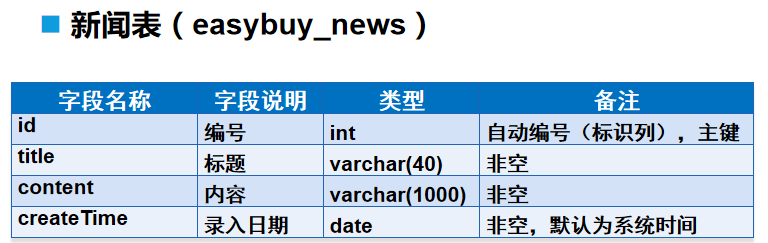 新闻表（easybuy_news）
字段名称 字段说明 类型 备注
id 编号 int 自动编号（标识列），主键
title 标题 varchar(40) 非空
content 内容 varchar(1000) 非空
createTime 录入日期 date 非空，默认为系统时间